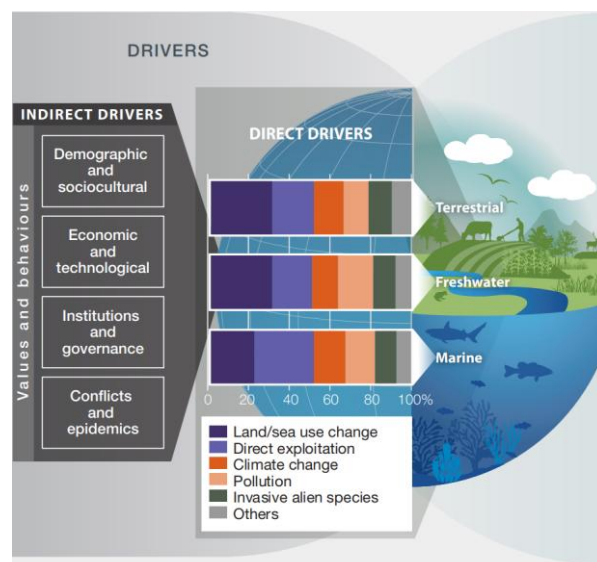 DRIVERS
INDIRECT DRIVERS
Values and behaviours
Demographic
and
sociocultural
Economic
and
technological
Institutions
and
governance
Conflicts
and
epidemics
DIRECT DRIVERS
Terrestrial
Freshwater
Marine
0 20 40 60 80 100%
Land/sea use change
Direct exploitation
Climate change
Pollution
Invasive alien species
Others